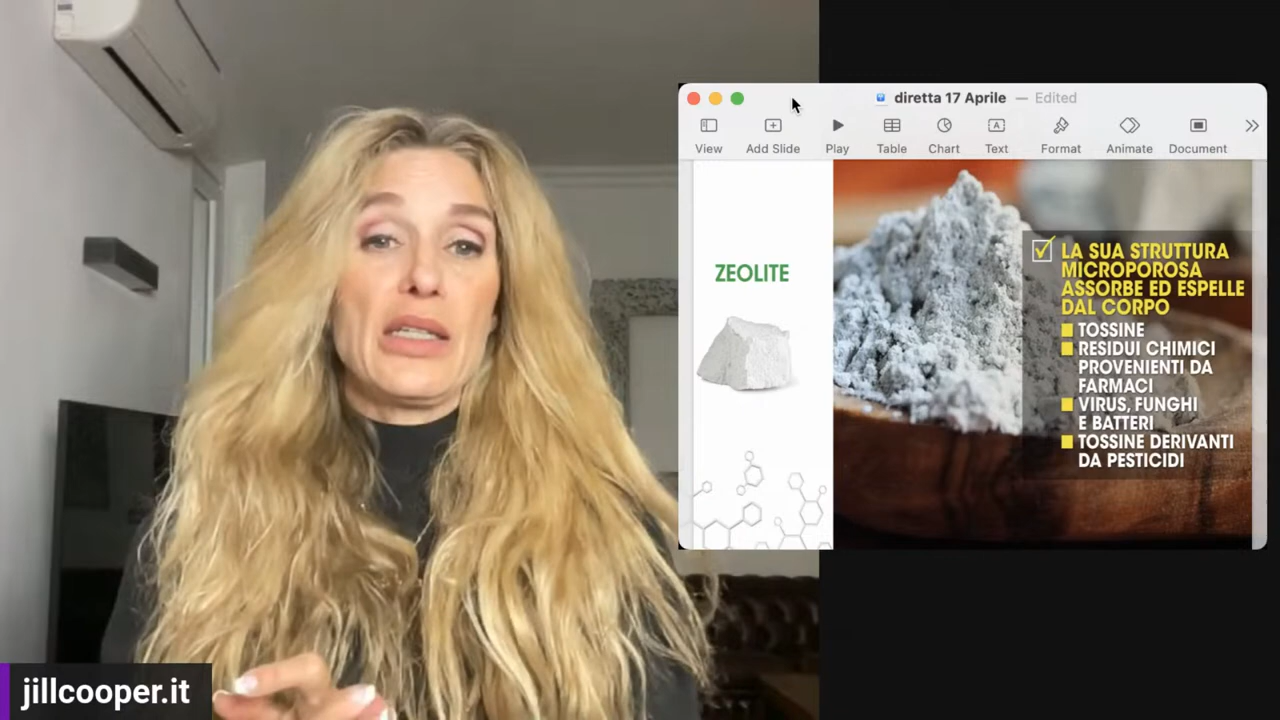 diretta 17 Aprile — Edited
View Add Slide Play Table Chart Text Format Animate Document
ZEOLITE
LA SUA STRUTTURA
MICROPOROSA
ASSORBE ED ESPELLE
DAL CORPO
TOSSINE
RESIDUI CHIMICI
PROVENIENTI DA
FARMACI
VIRUS, FUNGHI
E BATTERI
TOSSINE DERIVANTI
DA PESTICIDI
jillcooper.it